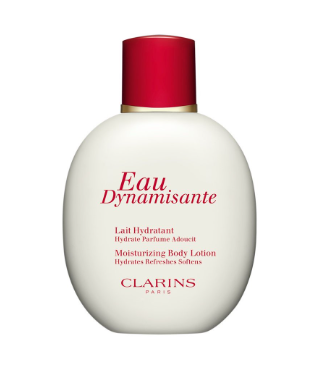 Eau
Dynamisante
Lait Hydratant
Hydrate Parfume Adoucit
Moisturizing Body Lotion
Hydrates Refreshes Softens
CLARINS
PARIS